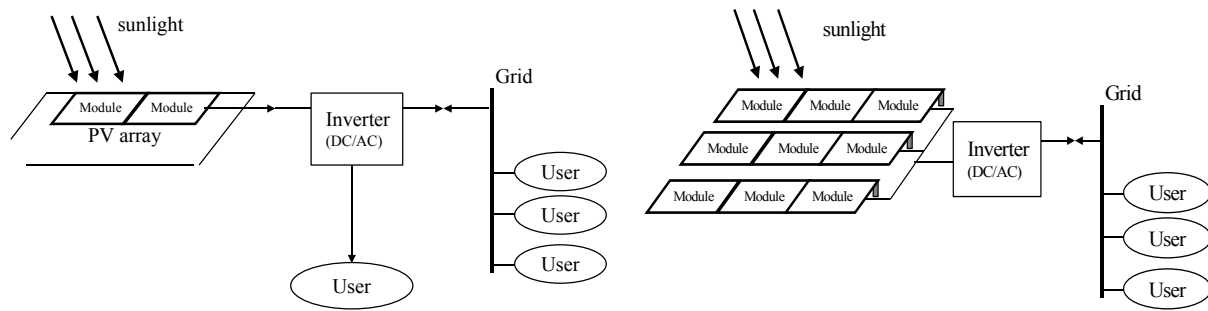 sunlight
Grid
Module Module
PV array
Inverter
(DC/AC)
User
User
User
User
sunlight
Module Module Module
Module Module Module
Module Module Module
Grid
Inverter
(DC/AC)
User
User
User